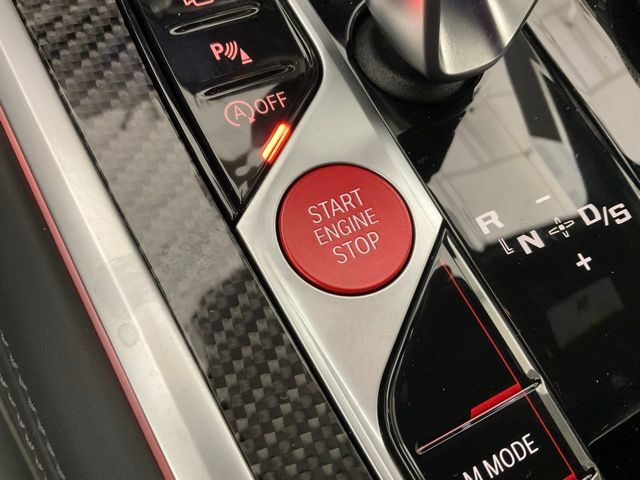 P
A OFF
START
ENGINE
STOP
R -
N D/S
+
M MODE